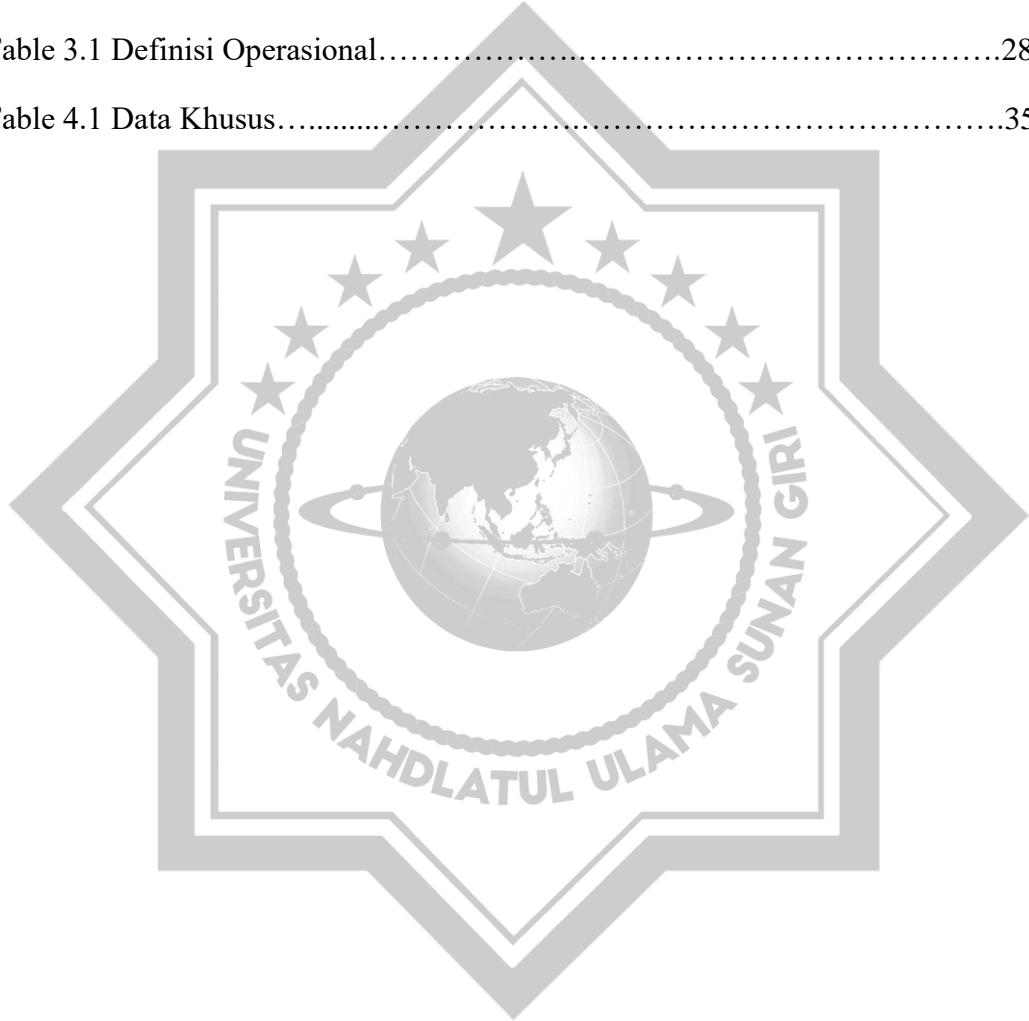 able 3.1 Definisi Operasional……………………………………………………….28
able 4.1 Data Khusus….........……………………………………………………….35
UNIVERSITAS NAHDLATUL ULAMA SUNAN GIRI